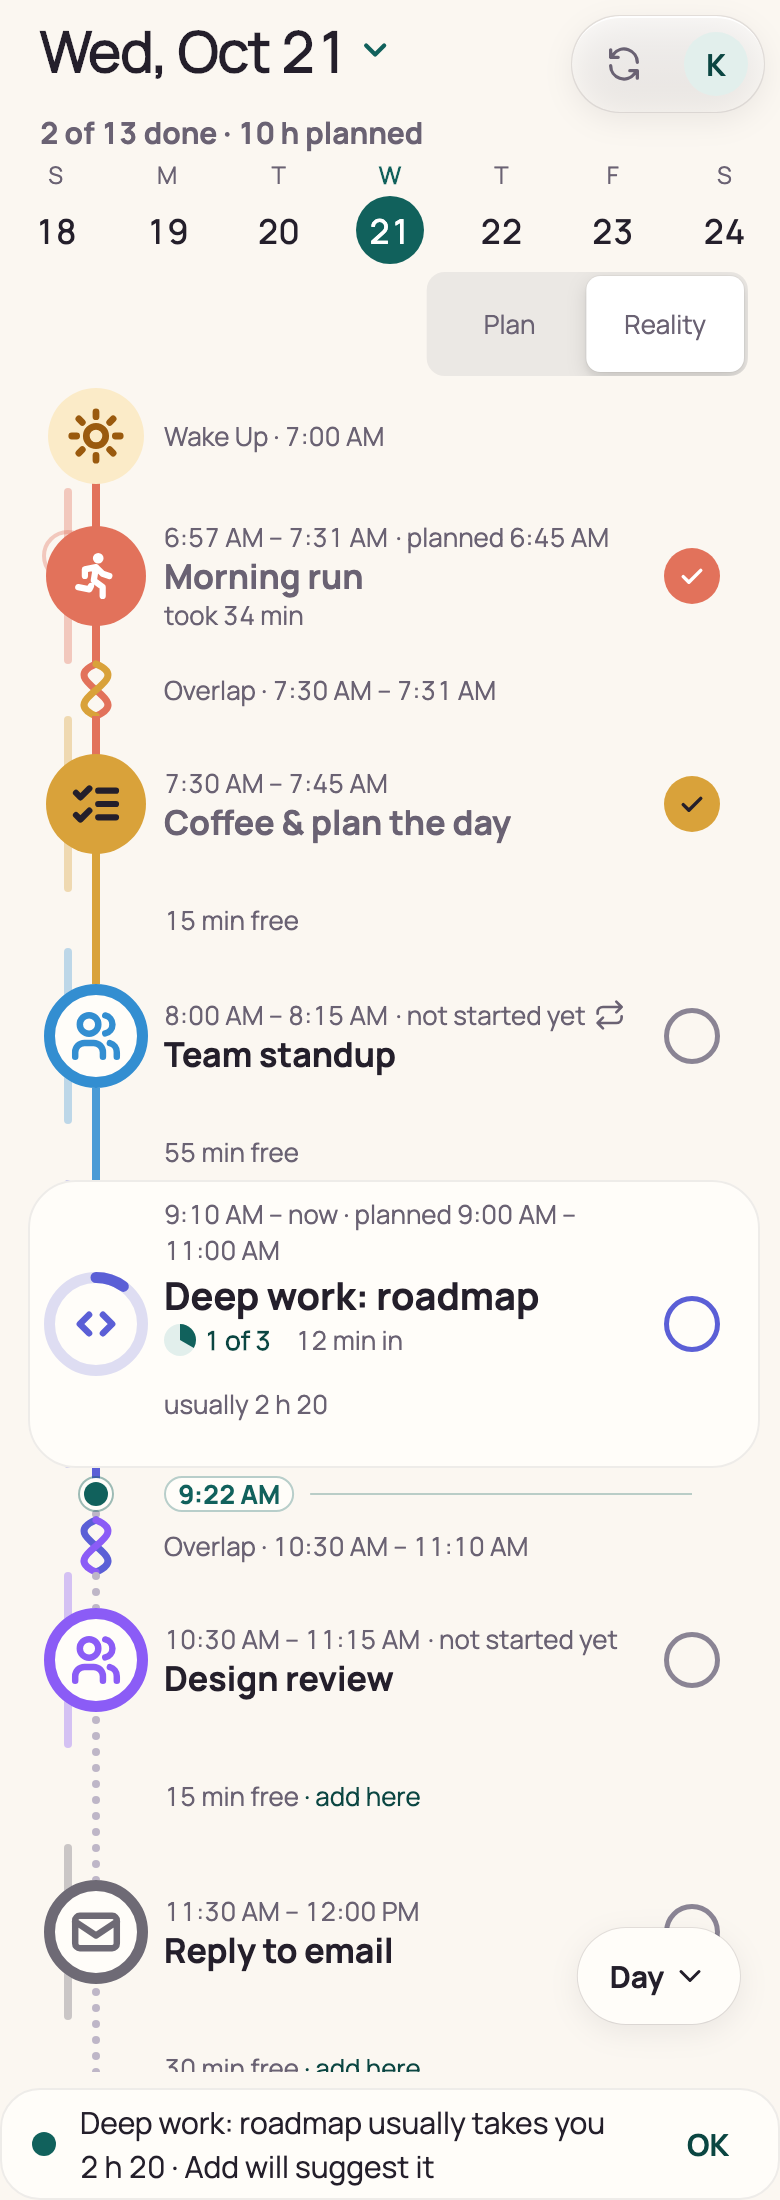 Wed, Oct 21
K
2 of 13 done · 10 h planned
S M T W T F S
18 19 20 21 22 23 24
Plan Reality
Wake Up · 7:00 AM
6:57 AM – 7:31 AM · planned 6:45 AM
Morning run
took 34 min
Overlap · 7:30 AM – 7:31 AM
7:30 AM – 7:45 AM
Coffee & plan the day
15 min free
8:00 AM – 8:15 AM · not started yet
Team standup
55 min free
9:10 AM – now · planned 9:00 AM –
11:00 AM
Deep work: roadmap
1 of 3 12 min in
usually 2 h 20
9:22 AM
Overlap · 10:30 AM – 11:10 AM
10:30 AM – 11:15 AM · not started yet
Design review
15 min free · add here
11:30 AM – 12:00 PM
Reply to email
Day
30 min free · add here
Deep work: roadmap usually takes you
2 h 20 · Add will suggest it
OK